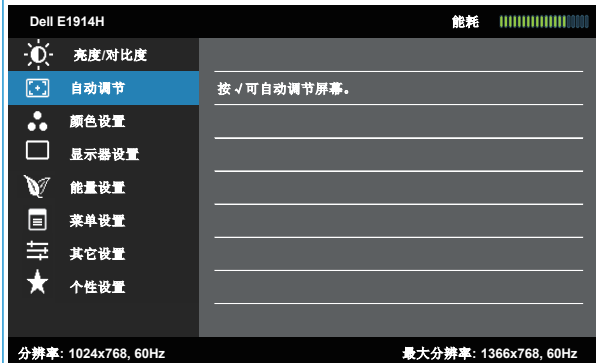 Dell E1914H 能耗
亮度/对比度
自动调节 按 √ 可自动调节屏幕。
颜色设置
显示器设置
能量设置
菜单设置
其它设置
个性设置
分辨率: 1024x768, 60Hz 最大分辨率: 1366x768, 60Hz